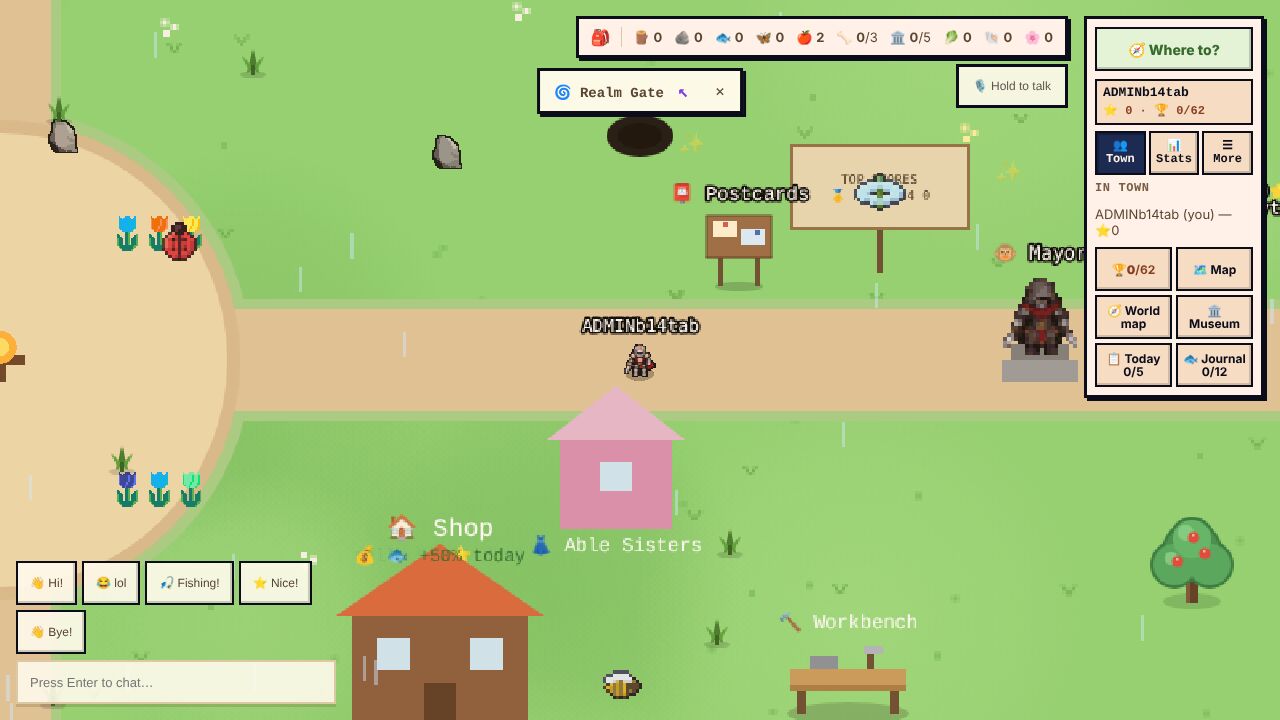 0 0 0 0 2 0/3 0/5 0 0 0
Where to?
Realm Gate ↖ ×
Hold to talk
ADMINb14tab
0 · 0/62
Town Stats More
IN TOWN
ADMINb14tab (you) —
0
0/62 Map
World map
Museum
Today 0/5
Journal 0/12
Postcards
Mayor
ADMINb14tab
Shop
+50% today
Able Sisters
Workbench
Hi! lol Fishing! Nice!
Bye!
Press Enter to chat…